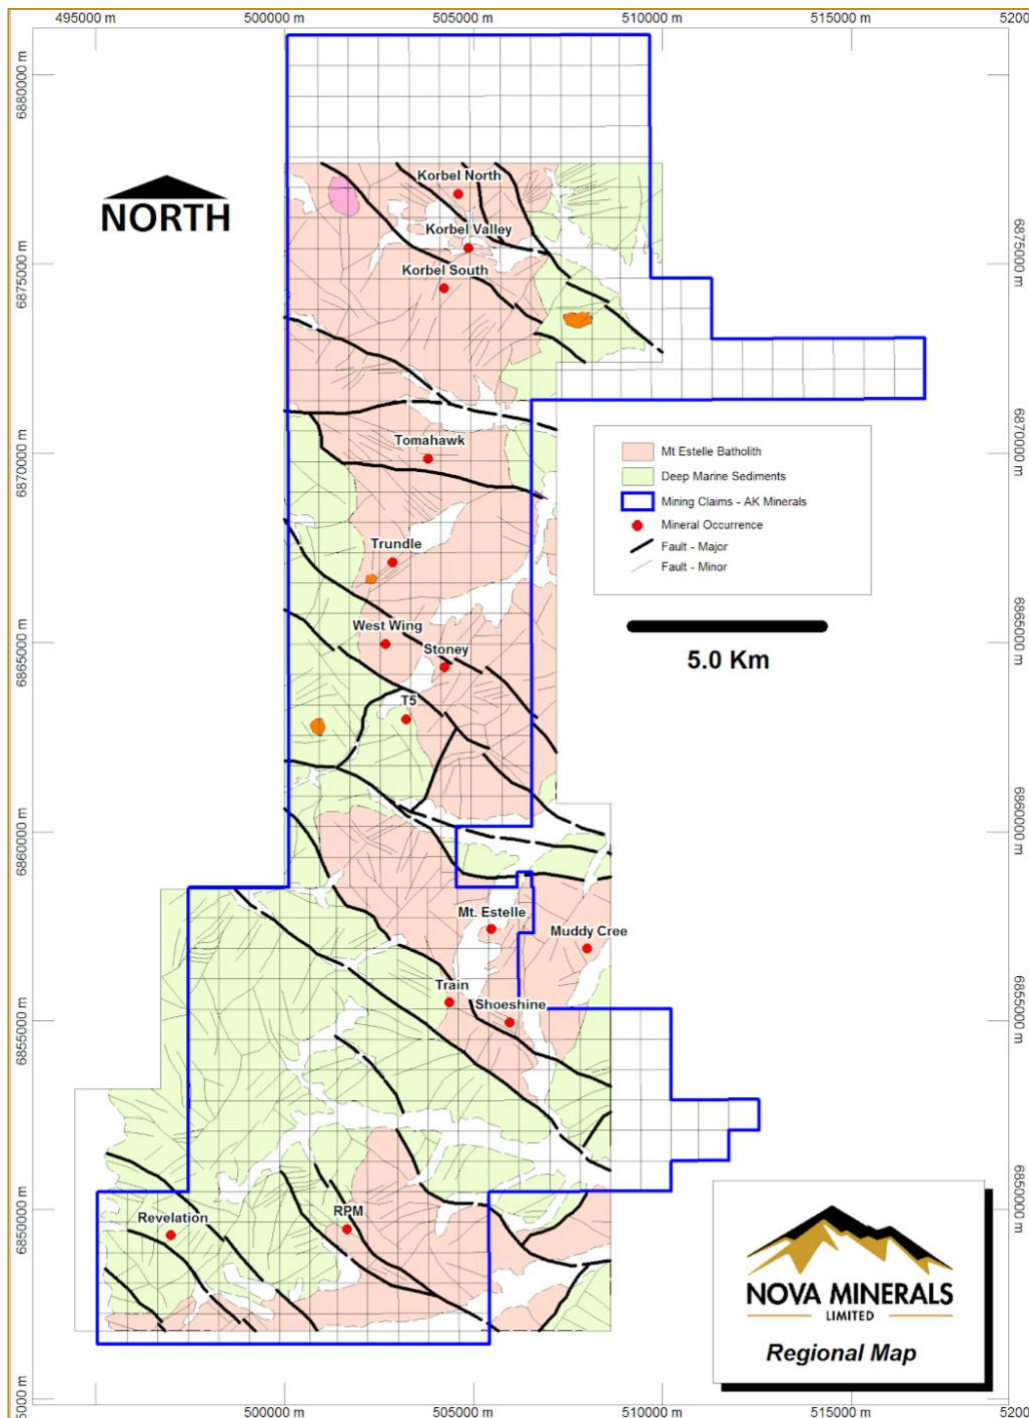 495000 m
500000 m
505000 m
510000 m
515000 m
5200
6880000 m
6875000 m
6870000 m
6865000 m
6860000 m
6855000 m
6850000 m
5000 m
6875000 m
6870000 m
6865000 m
6860000 m
6855000 m
6850000 m
NORTH
Korbel North
Korbel Valley
Korbel South
Tomahawk
Trundle
West Wing
Stoney
T5
Mt. Estelle
Muddy Cree
Train
Shoeshine
Revelation
RPM
Mt Estelle Batholith
Deep Marine Sediments
Mining Claims - AK Minerals
Mineral Occurrence
Fault - Major
Fault - Minor
5.0 Km
NOVA MINERALS
LIMITED
Regional Map
500000 m
505000 m
510000 m
515000 m
5200